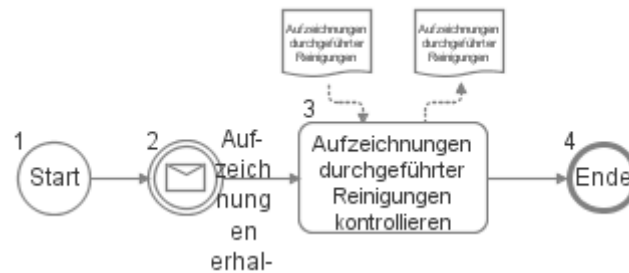 Aufzeichnungen
durchgeführter
Reinigungen
Aufzeichnungen
durchgeführter
Reinigungen
1
Start
2
Auf-
zeich
nung
en
erhal-
3
Aufzeichnungen
durchgeführter
Reinigungen
kontrollieren
4
Ende